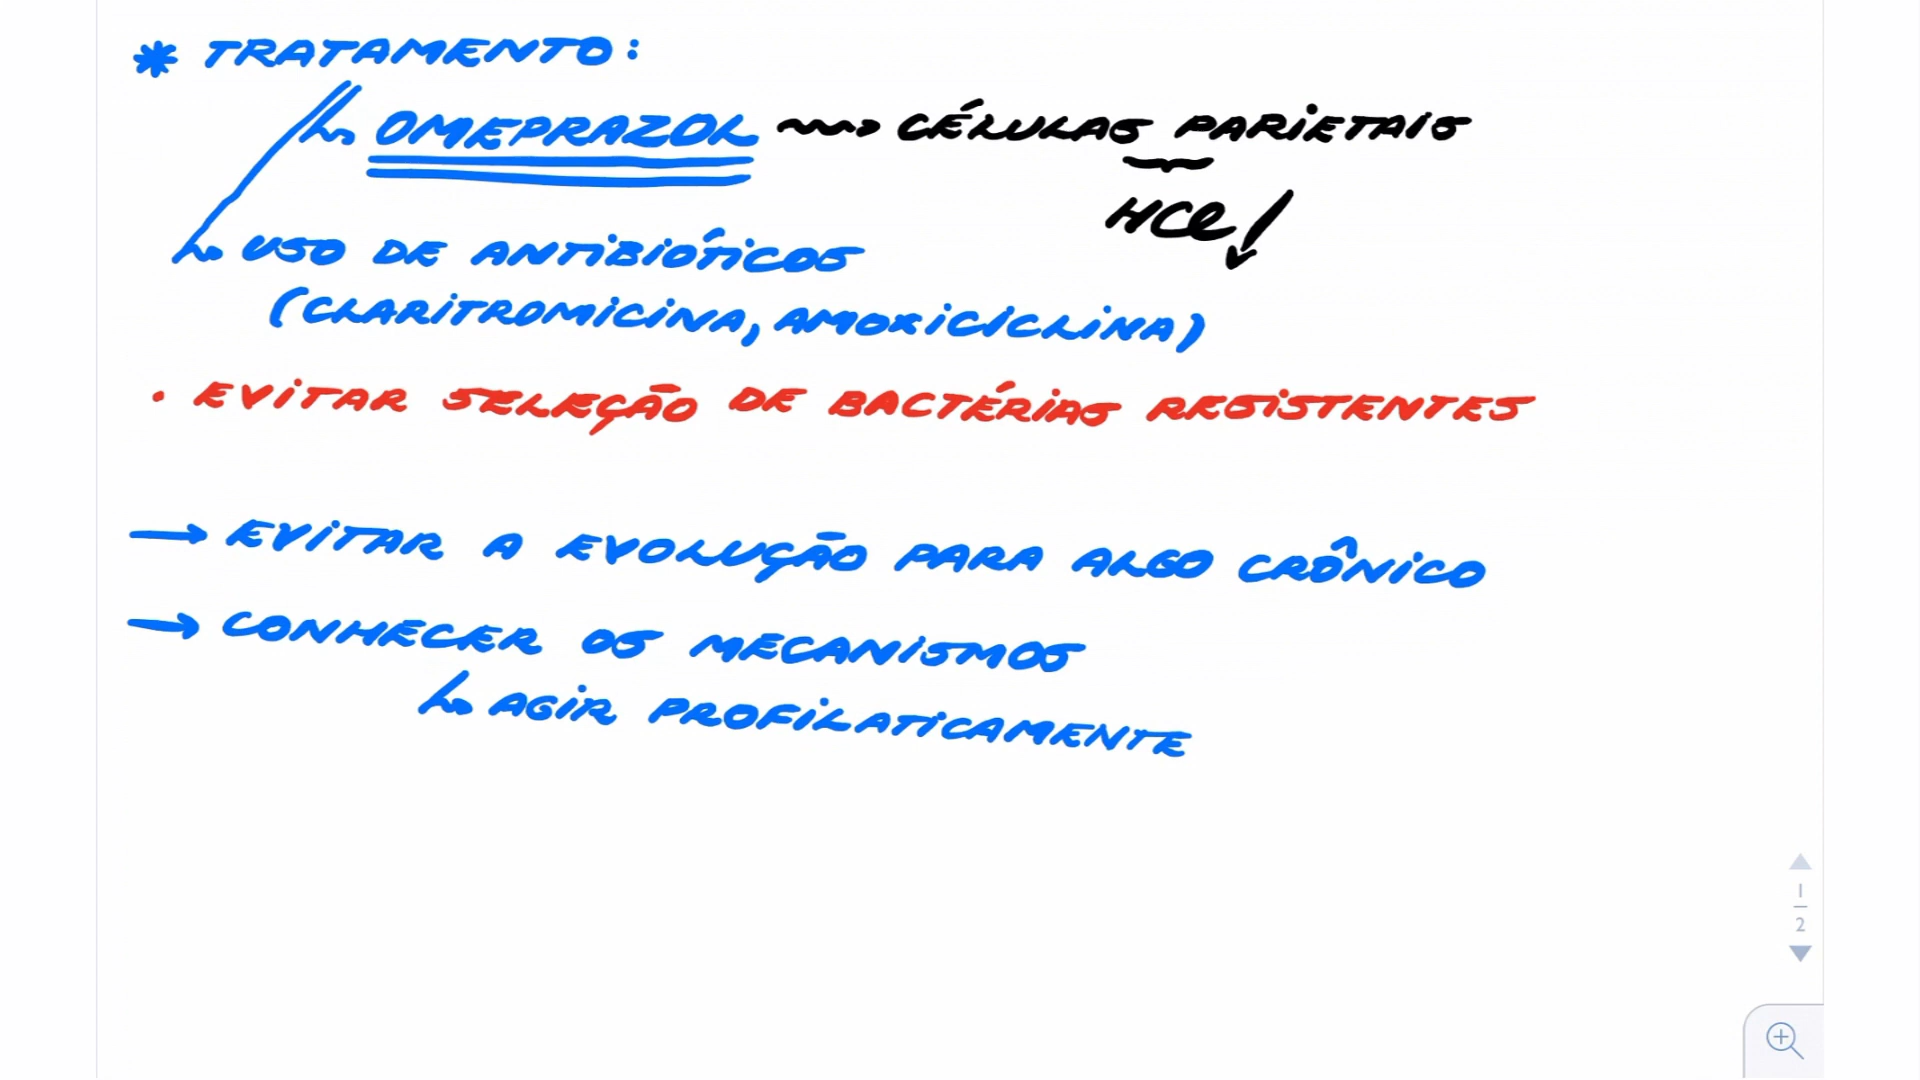 * TRATAMENTO:
↳ OMEPRAZOL ⇝ CÉLULAS PARIETAIS
HCl ↓
↳ USO DE ANTIBIÓTICOS
(CLARITROMICINA, AMOXICICLINA)
· EVITAR SELEÇÃO DE BACTÉRIAS RESISTENTES
→ EVITAR A EVOLUÇÃO PARA ALGO CRÔNICO
→ CONHECER OS MECANISMOS
↳ AGIR PROFILATICAMENTE
1
2